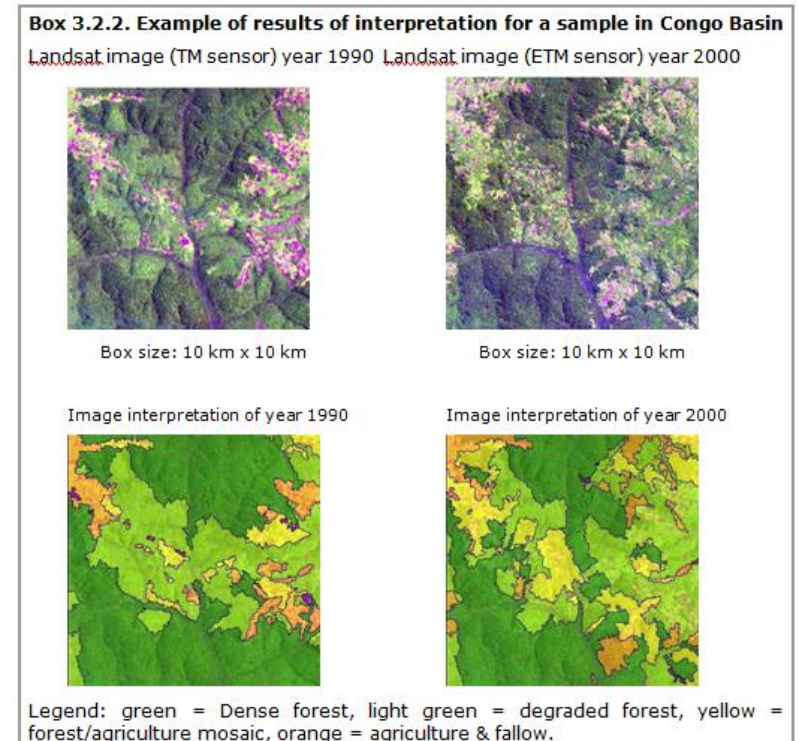 Box 3.2.2. Example of results of interpretation for a sample in Congo Basin
Landsat image (TM sensor) year 1990 Landsat image (ETM sensor) year 2000
Box size: 10 km x 10 km
Box size: 10 km x 10 km
Image interpretation of year 1990
Image interpretation of year 2000
Legend: green = Dense forest, light green = degraded forest, yellow =
forest/agriculture mosaic, orange = agriculture & fallow.